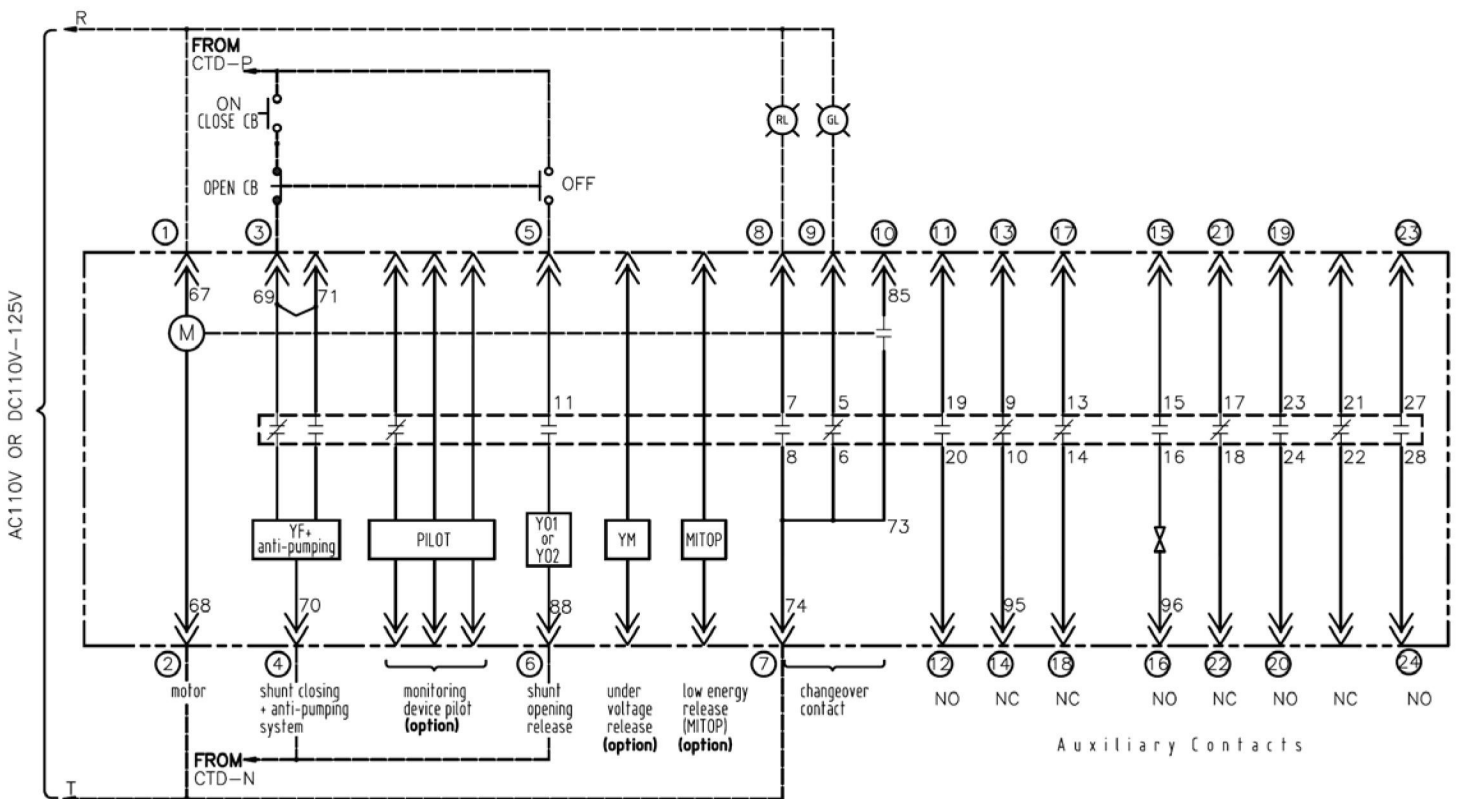 R
FROM
CTD-P
ON
CLOSE CB
OPEN CB
OFF
RL
GL
1
3
5
8
9
10
11
13
17
15
21
19
23
67
69
71
85
M
11
7
5
19
9
13
15
17
23
21
27
8
6
20
10
14
16
18
24
22
28
YF+
anti-pumping
PILOT
YO1
or
YO2
YM
MITOP
73
68
70
88
74
95
96
2
4
6
7
12
14
18
16
22
20
24
motor
shunt closing
+ anti-pumping
system
monitoring
device pilot
(option)
shunt
opening
release
under
voltage
release
(option)
low energy
release
(MITOP)
(option)
changeover
contact
NO
NC
NC
NO
NC
NO
NC
NO
Auxiliary Contacts
FROM
CTD-N
T
AC110V OR DC110V-125V